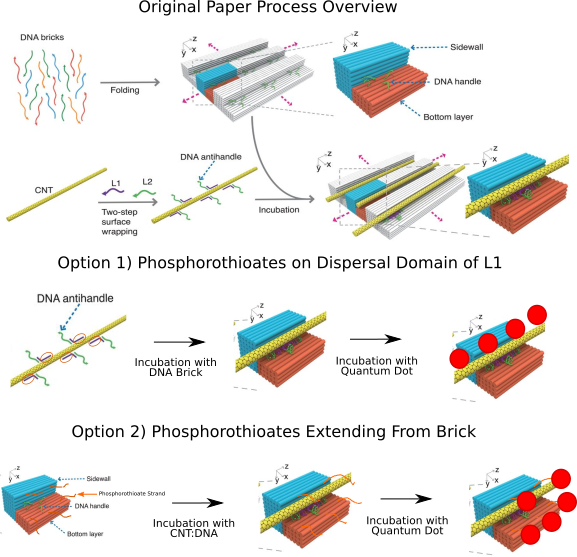 Original Paper Process Overview
DNA bricks
Folding
z
y x
Sidewall
DNA handle
Bottom layer
CNT
L1 L2
Two-step
surface
wrapping
DNA antihandle
Incubation
z
y x
Option 1) Phosphorothioates on Dispersal Domain of L1
DNA antihandle
Incubation with
DNA Brick
z
y x
Incubation with
Quantum Dot
z
y x
Option 2) Phosphorothioates Extending From Brick
z
y x
Sidewall
Phosphorothioate Strand
DNA handle
Bottom layer
Incubation with
CNT:DNA
z
y x
Incubation with
Quantum Dot
z
y x